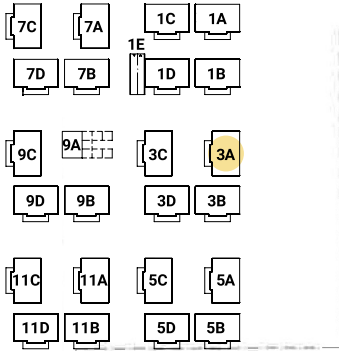 7C 7A 1C 1A
1E
7D 7B 1D 1B
9A
9C 3C 3A
9D 9B 3D 3B
11C 11A 5C 5A
11D 11B 5D 5B